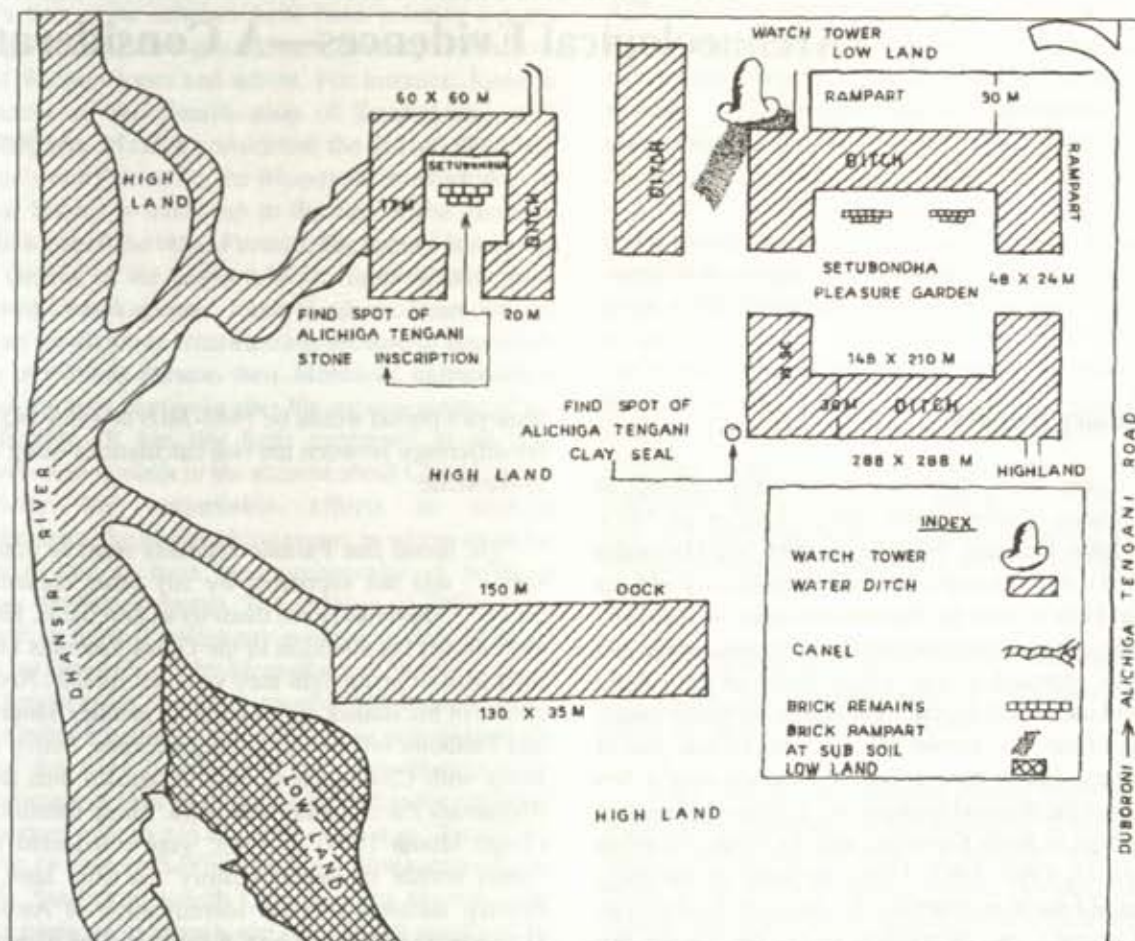 WATCH TOWER
LOW LAND
RAMPART
30 M
60 X 60 M
SETUBONDHA
HIGH
LAND
17M
DITCH
DITCH
DITCH
RAMPART
SETUBONDHA
PLEASURE GARDEN
48 X 24 M
FIND SPOT OF
ALICHIGA TENGANI
STONE INSCRIPTION
20 M
148 X 210 M
FIND SPOT OF
ALICHIGA TENGANI
CLAY SEAL
DITCH
HIGH LAND
288 X 288 M
HIGHLAND
DHANSIRI RIVER
150 M
DOCK
130 X 35 M
LOW LAND
HIGH LAND
INDEX
WATCH TOWER
WATER DITCH
CANEL
BRICK REMAINS
BRICK RAMPART
AT SUB SOIL
LOW LAND
DUBORONI → ALICHIGA TENGANI ROAD